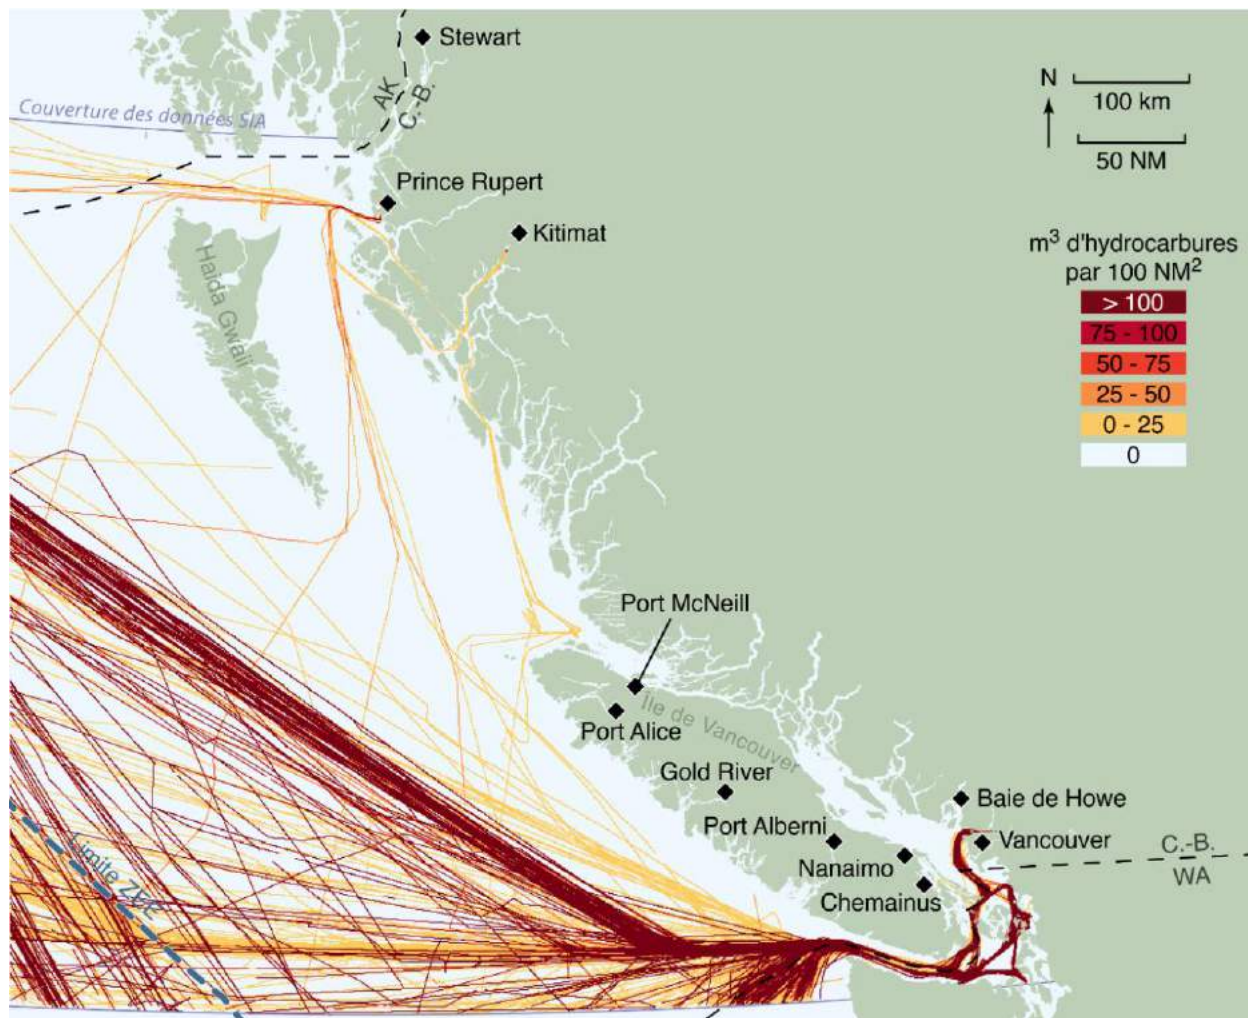 Stewart
N
100 km
50 NM
AK
C.-B.
Couverture des données SIA
Prince Rupert
Kitimat
Haida Gwaii
m³ d'hydrocarbures
par 100 NM²
> 100
75 - 100
50 - 75
25 - 50
0 - 25
0
Port McNeill
Île de Vancouver
Port Alice
Gold River
Baie de Howe
Port Alberni
Vancouver
C.-B.
WA
Nanaimo
Chemainus
Limite ZEE